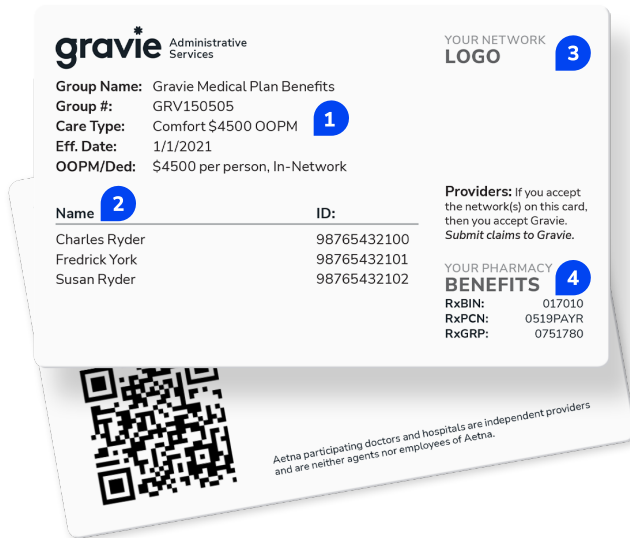 gravie Administrative Services
YOUR NETWORK
LOGO
3
Group Name: Gravie Medical Plan Benefits
Group #: GRV150505
Care Type: Comfort $4500 OOPM
1
Eff. Date: 1/1/2021
OOPM/Ded: $4500 per person, In-Network
2
Name ID:
Charles Ryder 98765432100
Fredrick York 98765432101
Susan Ryder 98765432102
Providers: If you accept
the network(s) on this card,
then you accept Gravie.
Submit claims to Gravie.
YOUR PHARMACY
BENEFITS
4
RxBIN: 017010
RxPCN: 0519PAYR
RxGRP: 0751780
Aetna participating doctors and hospitals are independent providers
and are neither agents nor employees of Aetna.